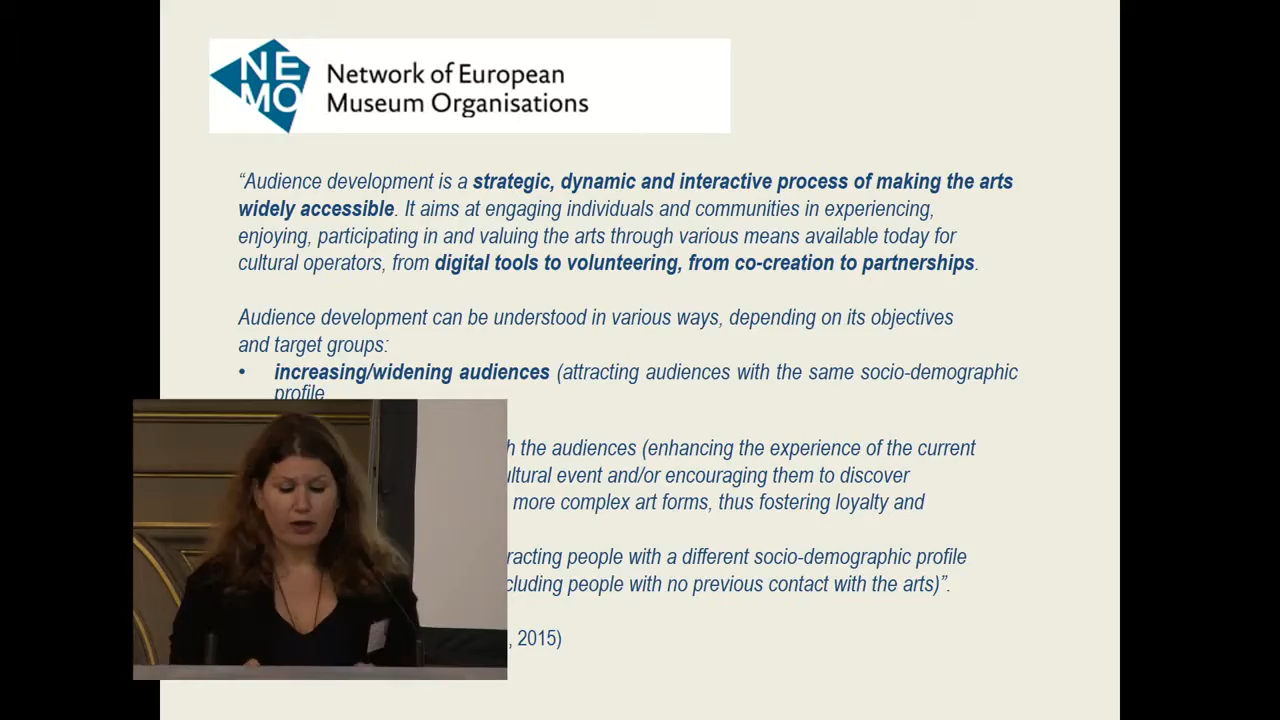 NE
MO
Network of European
Museum Organisations
“Audience development is a strategic, dynamic and interactive process of making the arts
widely accessible. It aims at engaging individuals and communities in experiencing,
enjoying, participating in and valuing the arts through various means available today for
cultural operators, from digital tools to volunteering, from co-creation to partnerships.
Audience development can be understood in various ways, depending on its objectives
and target groups:
• increasing/widening audiences (attracting audiences with the same socio-demographic
profile
the audiences (enhancing the experience of the current
event and/or encouraging them to discover
more complex art forms, thus fostering loyalty and
people with a different socio-demographic profile
people with no previous contact with the arts)”.
, 2015)